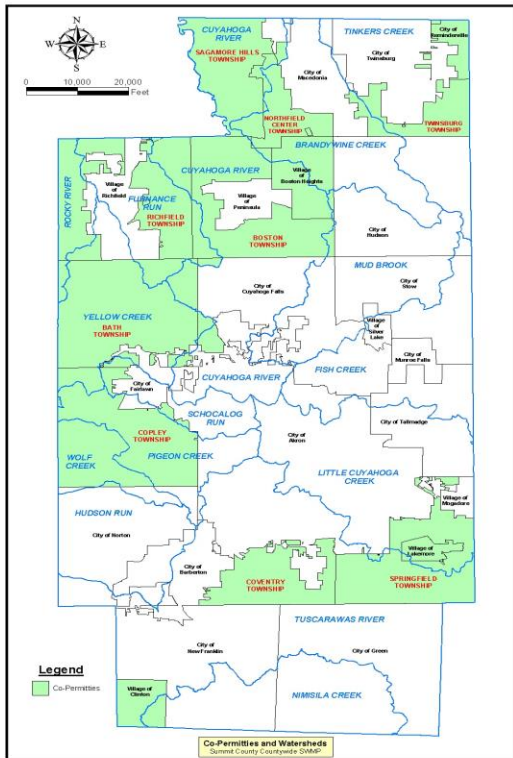 N
W
E
S
10,000
20,000
0
Feet
CUYAHOGA
RIVER
SAGAMORE HILLS
TOWNSHIP
City of
Macedonia
TINKERS CREEK
City of
Twinsburg
City of
Reminderville
NORTHFIELD
CENTER
TOWNSHIP
TWINSBURG
TOWNSHIP
BRANDYWINE CREEK
ROCKY RIVER
Village of
Richfield
FURNANCE
RUN
RICHFIELD
TOWNSHIP
CUYAHOGA RIVER
Village of
Peninsula
Village of
Boston Heights
BOSTON
TOWNSHIP
City of
Hudson
MUD BROOK
City of
Cuyahoga Falls
City of
Stow
YELLOW CREEK
BATH
TOWNSHIP
Village of
Silver
Lake
City of
Munroe Falls
FISH CREEK
CUYAHOGA RIVER
City of
Fairlawn
SCHOCALOG
RUN
COPLEY
TOWNSHIP
City of
Akron
City of Tallmadge
WOLF
CREEK
PIGEON CREEK
LITTLE CUYAHOGA
CREEK
Village of
Mogadore
HUDSON RUN
City of Norton
Village of
Lakemore
City of
Barberton
COVENTRY
TOWNSHIP
SPRINGFIELD
TOWNSHIP
TUSCARAWAS RIVER
City of
New Franklin
City of Green
NIMISILA CREEK
Village of
Clinton
Legend
Co-Permitties
Co-Permitties and Watersheds
Summit County Countywide SWMP